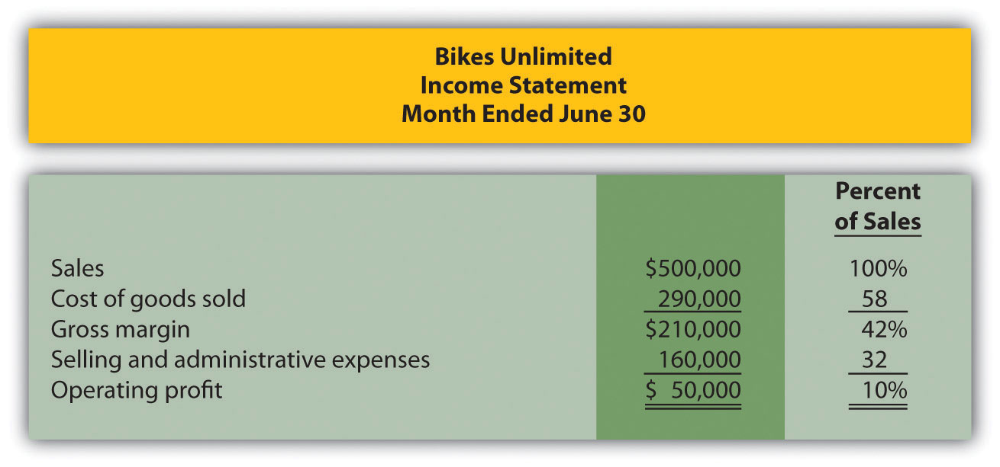 Bikes Unlimited
Income Statement
Month Ended June 30
Percent
of Sales
Sales $500,000 100%
Cost of goods sold 290,000 58
Gross margin $210,000 42%
Selling and administrative expenses 160,000 32
Operating profit $ 50,000 10%